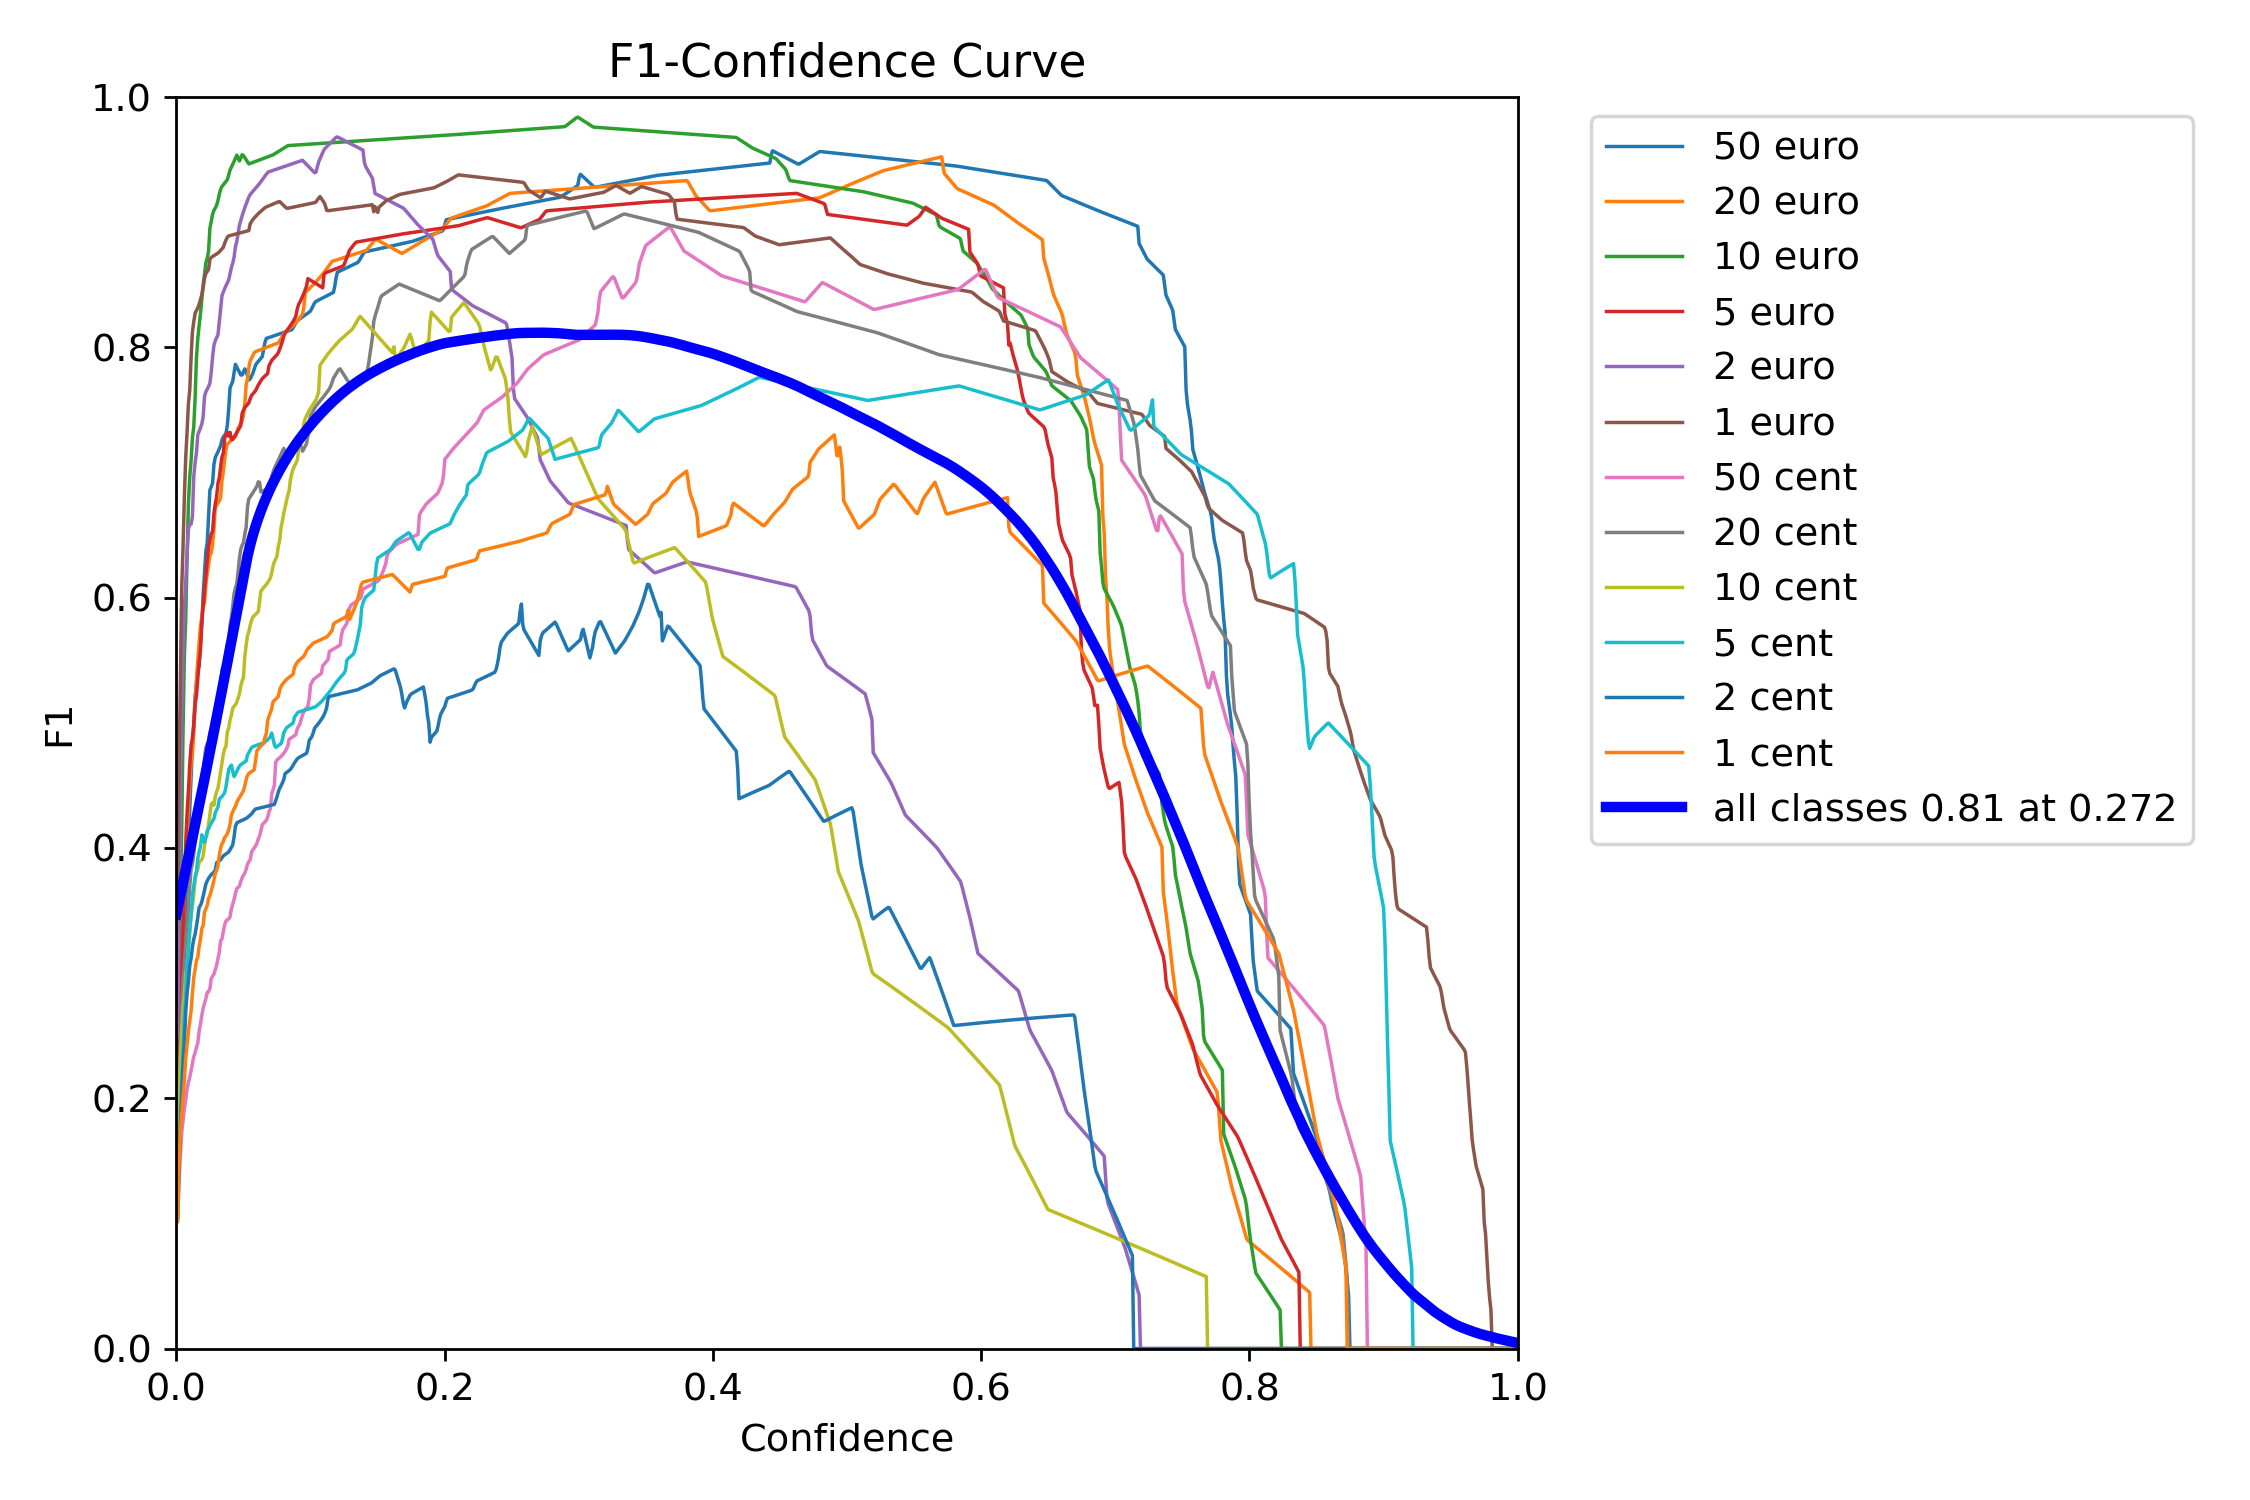 F1-Confidence Curve
1.0
0.8
0.6
0.4
0.2
0.0
F1
0.0 0.2 0.4 0.6 0.8 1.0
Confidence
50 euro
20 euro
10 euro
5 euro
2 euro
1 euro
50 cent
20 cent
10 cent
5 cent
2 cent
1 cent
all classes 0.81 at 0.272